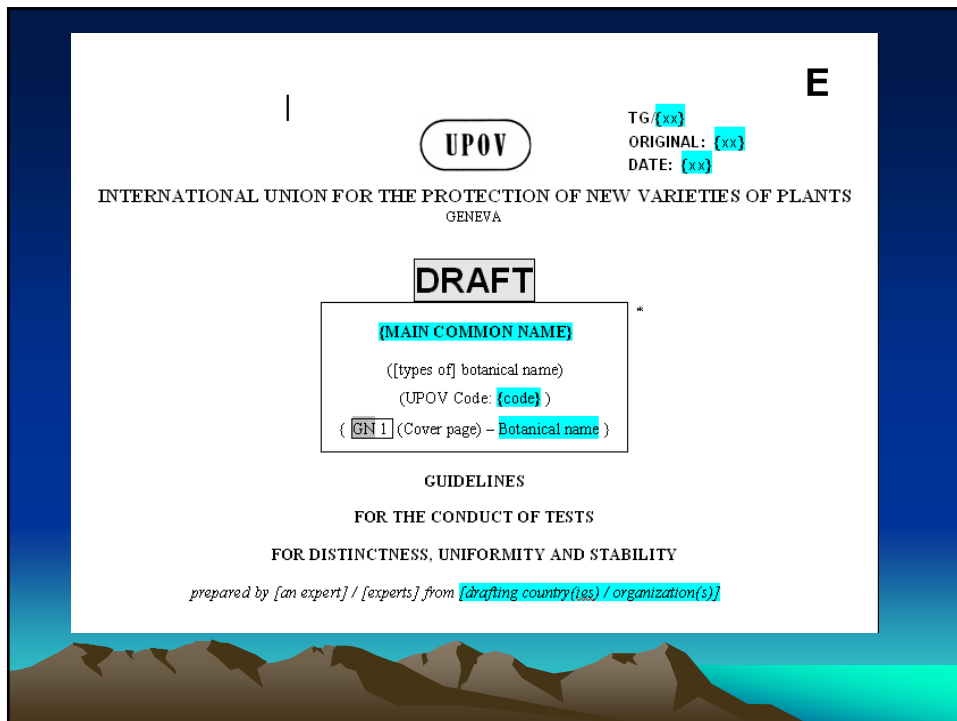 E
TG/{xx}
UPOV
ORIGINAL: {xx}
DATE: {xx}
INTERNATIONAL UNION FOR THE PROTECTION OF NEW VARIETIES OF PLANTS
GENEVA
DRAFT
*
{MAIN COMMON NAME}
([types of] botanical name)
(UPOV Code: {code} )
{ GN 1 (Cover page) – Botanical name }
GUIDELINES
FOR THE CONDUCT OF TESTS
FOR DISTINCTNESS, UNIFORMITY AND STABILITY
prepared by [an expert] / [experts] from [drafting country(ies) / organization(s)]